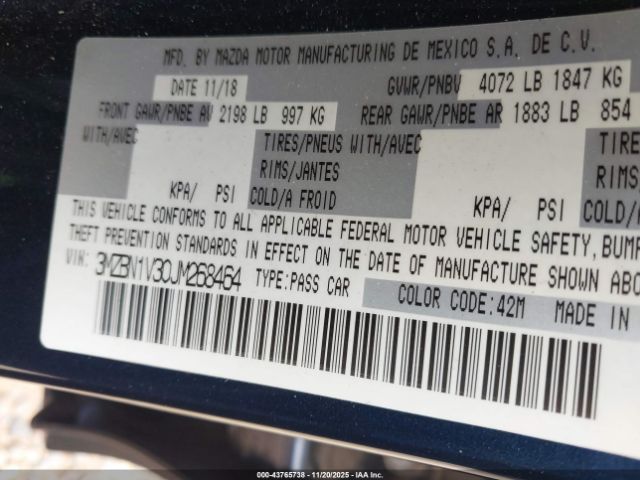 MFD. BY MAZDA MOTOR MANUFACTURING DE MEXICO S.A. DE C.V.
DATE 11/18 GVWR/PNBV 4072 LB 1847 KG
FRONT GAWR/PNBE AV 2198 LB 997 KG REAR GAWR/PNBE AR 1883 LB 854
WITH/AVEC TIRES/PNEUS WITH/AVEC TIRE
RIMS/JANTES RIMS
KPA/ PSI COLD/A FROID KPA/ PSI COLD/
THIS VEHICLE CONFORMS TO ALL APPLICABLE FEDERAL MOTOR VEHICLE SAFETY, BUMP
THEFT PREVENTION STANDARDS IN EFFECT ON THE DATE OF MANUFACTURE SHOWN ABO
VIN: 3MZBN1V30JM268464 TYPE:PASS CAR
COLOR CODE:42M MADE IN
000-43765738 - 11/20/2025 - IAAI.COM